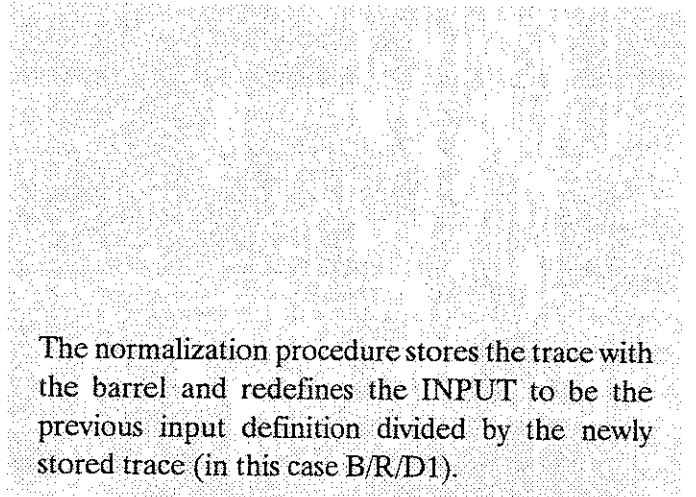 The normalization procedure stores the trace with
the barrel and redefines the INPUT to be the
previous input definition divided by the newly
stored trace (in this case B/R/D1).